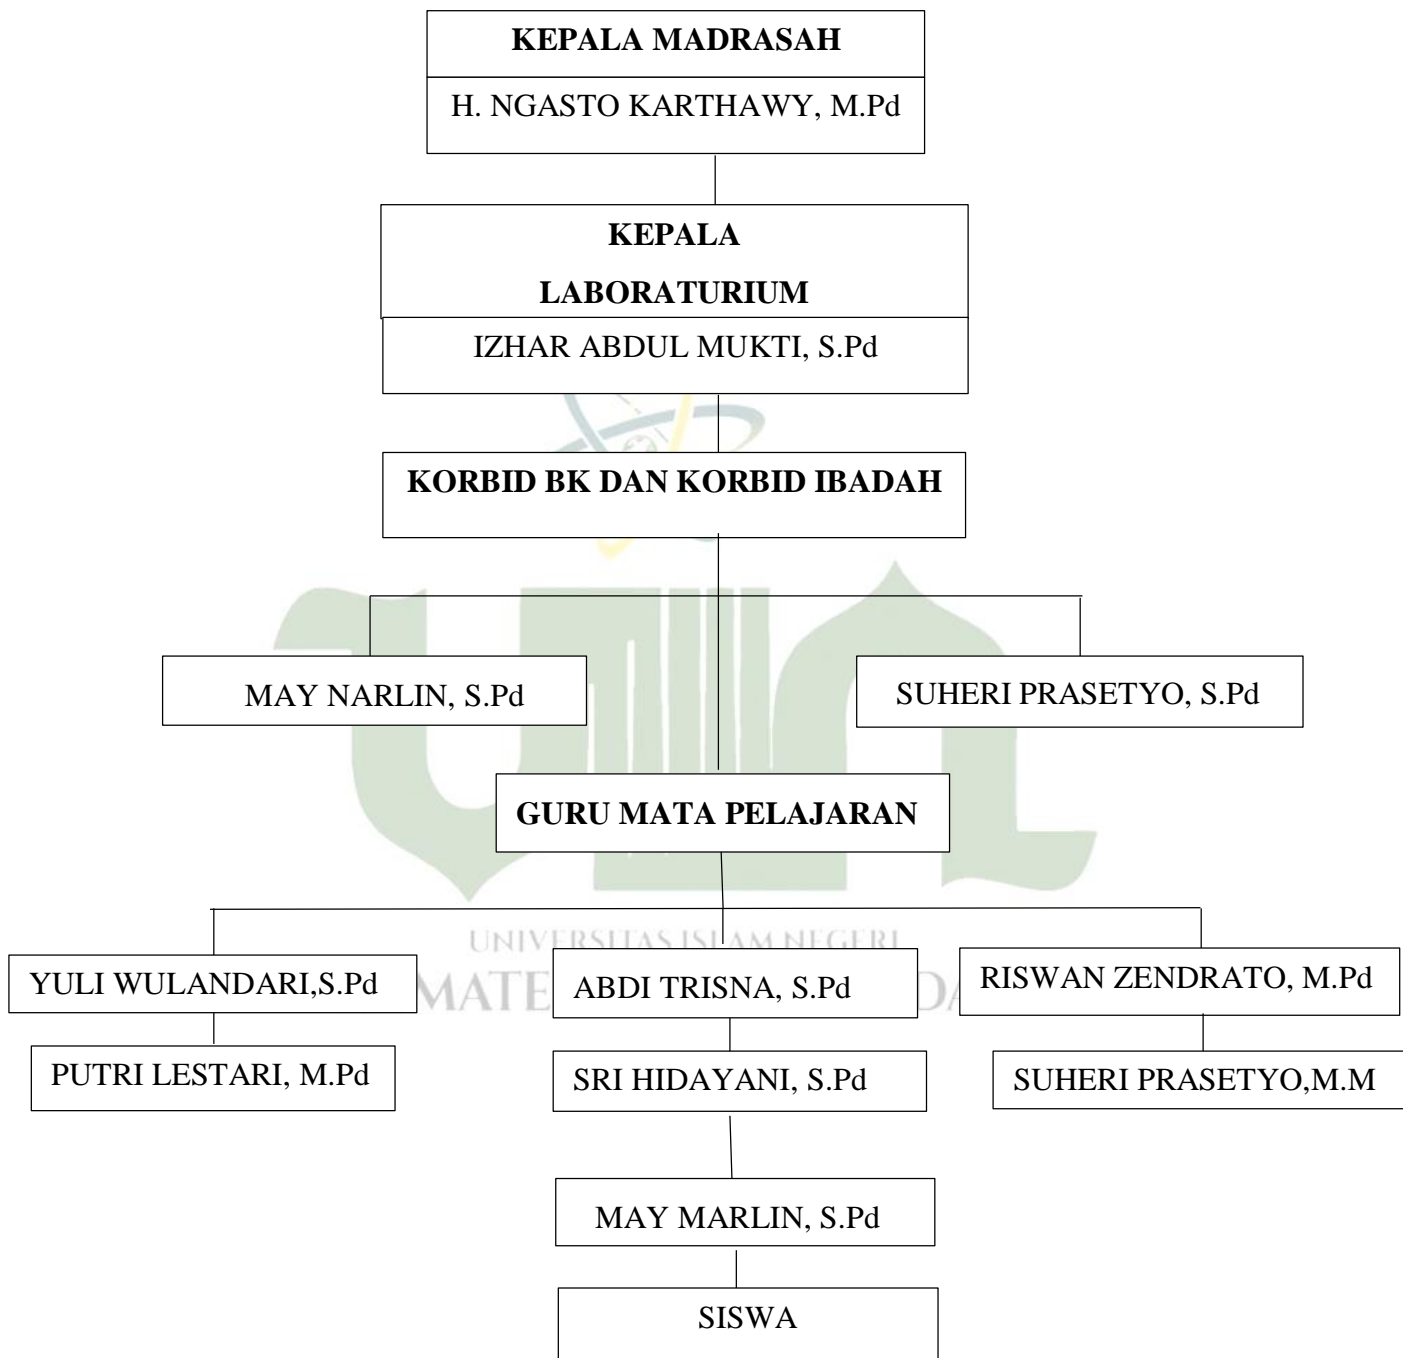 KEPALA MADRASAH
H. NGASTO KARTHAWY, M.Pd
KEPALA
LABORATURIUM
IZHAR ABDUL MUKTI, S.Pd
KORBID BK DAN KORBID IBADAH
MAY NARLIN, S.Pd
SUHERI PRASETYO, S.Pd
GURU MATA PELAJARAN
UNIVERSITAS ISLAM NEGERI
YULI WULANDARI,S.Pd
ABDI TRISNA, S.Pd
RISWAN ZENDRATO, M.Pd
PUTRI LESTARI, M.Pd
SRI HIDAYANI, S.Pd
SUHERI PRASETYO,M.M
MAY MARLIN, S.Pd
SISWA